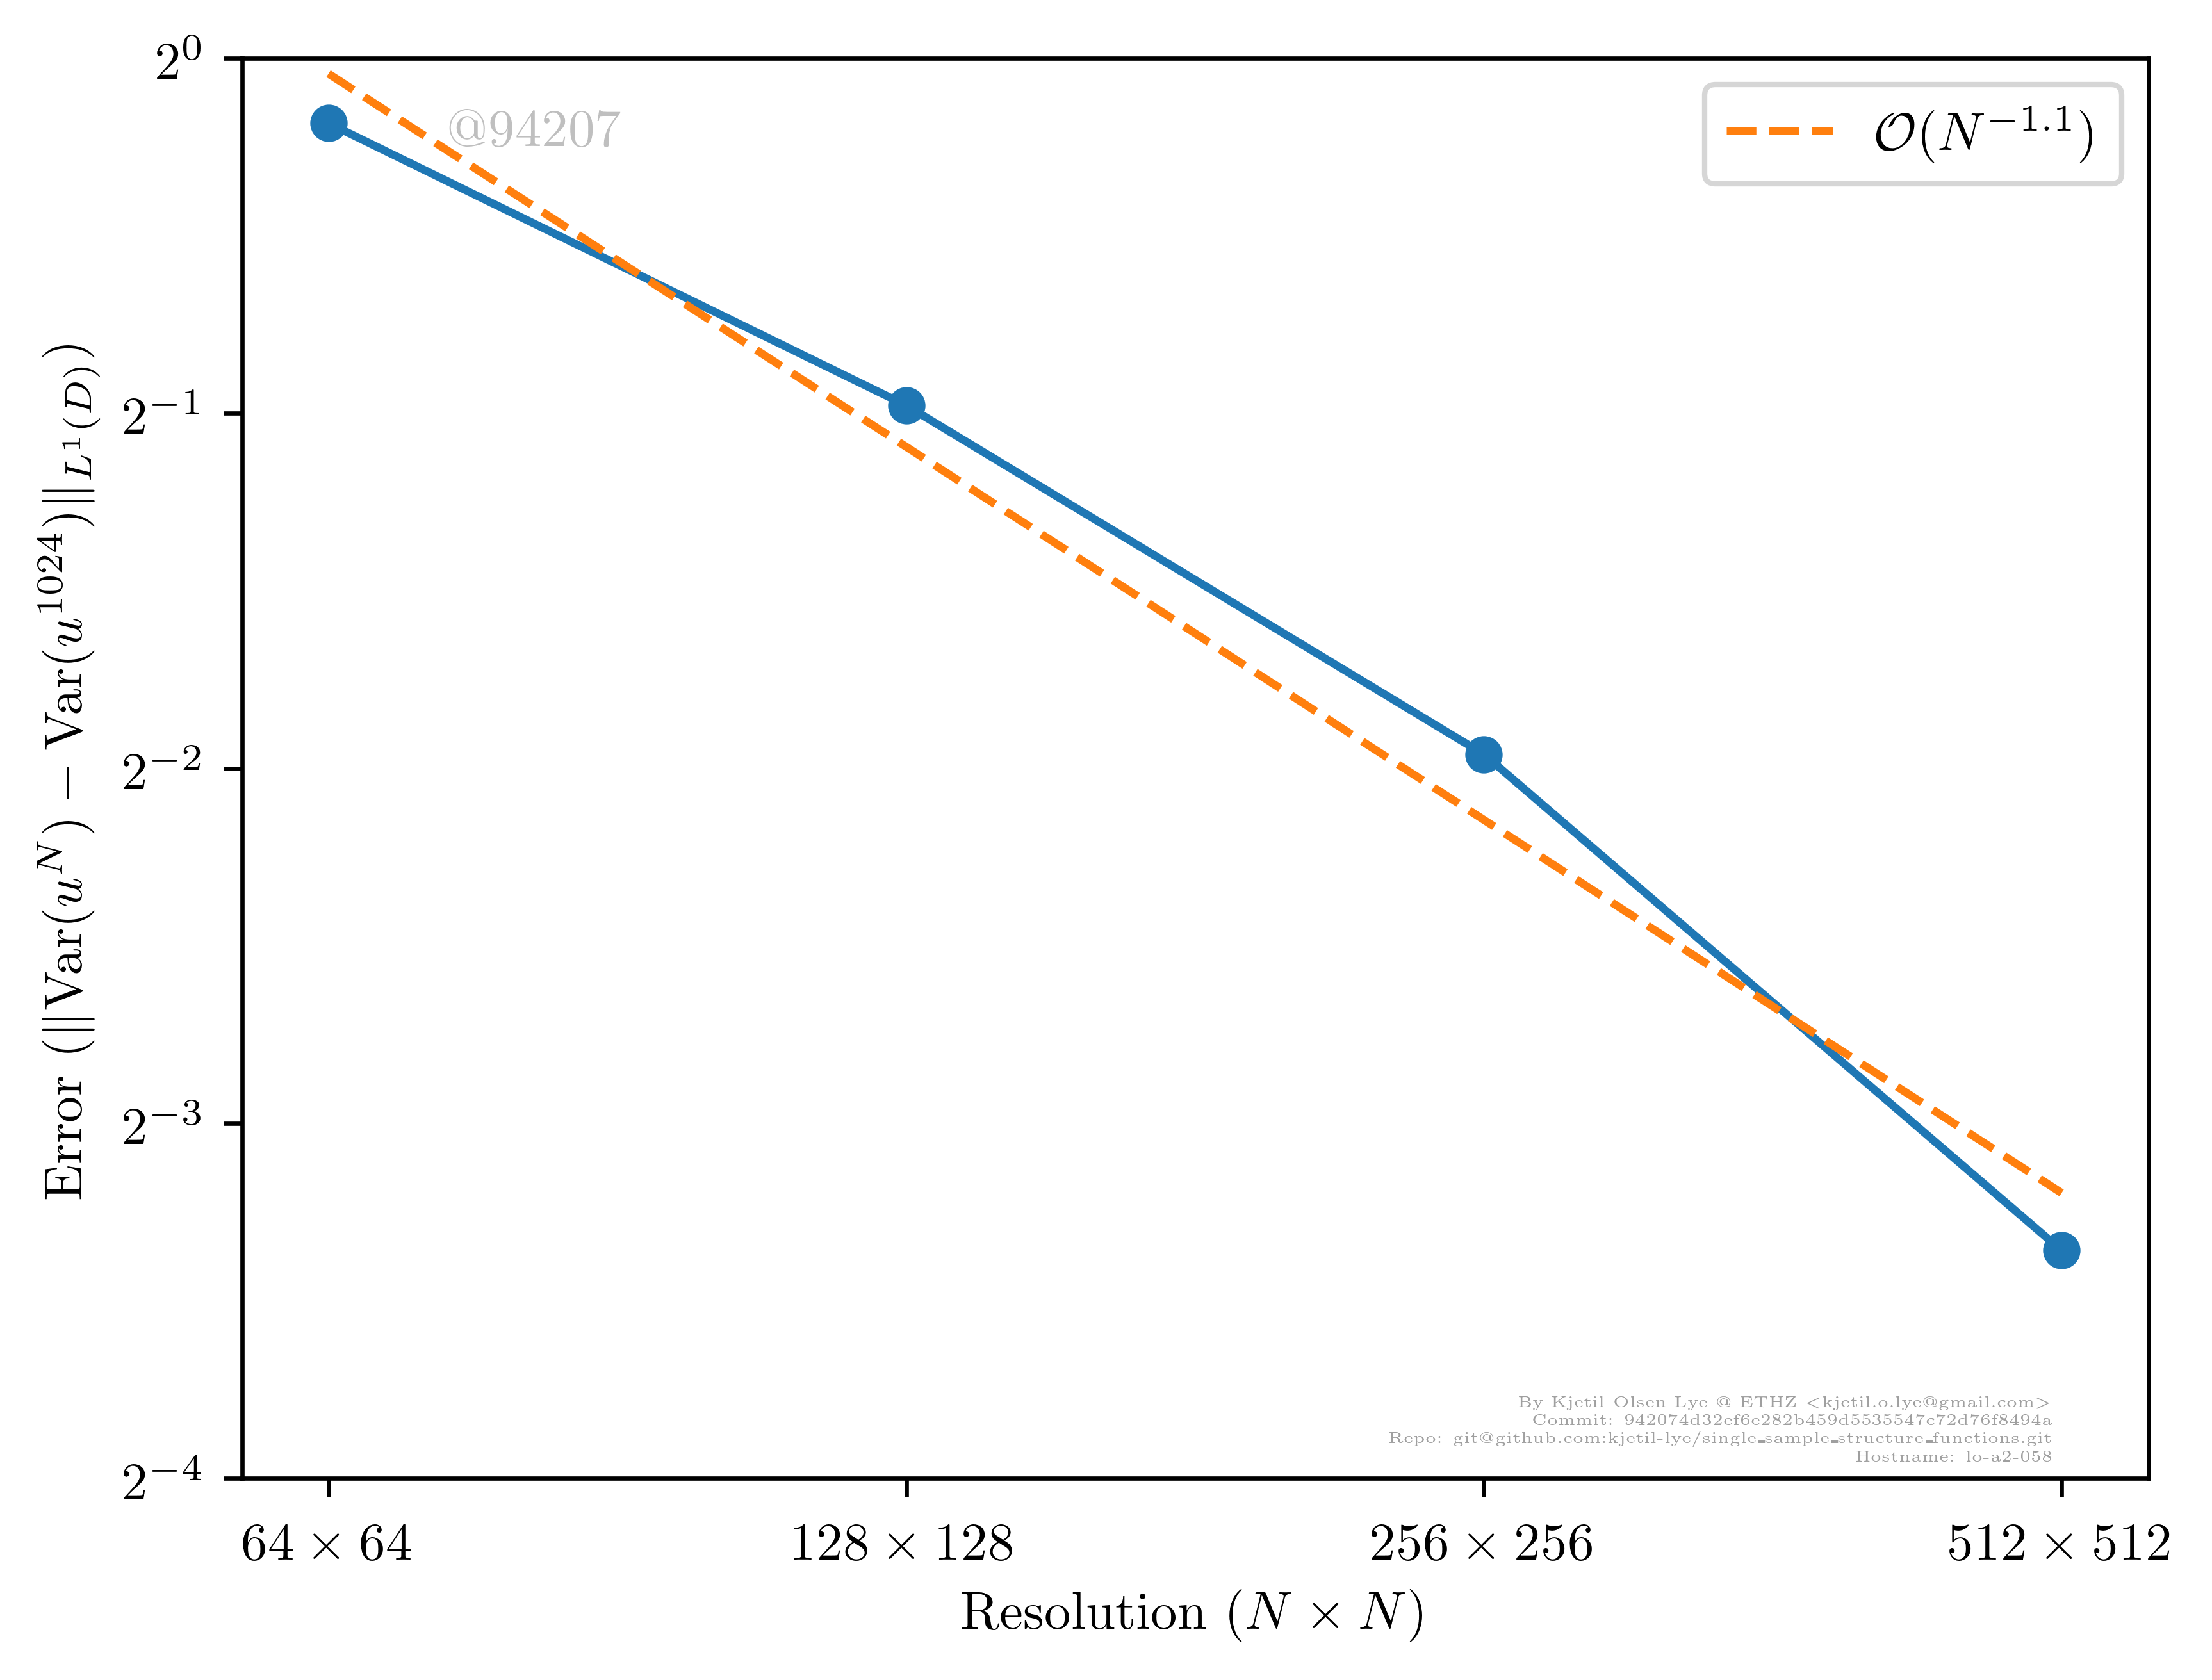 2^0
@94207
O(N^{-1.1})
2^{-1}
2^{-2}
2^{-3}
2^{-4}
Error (||Var(u^N) − Var(u^{1024})||_{L^1(D)})
By Kjetil Olsen Lye @ ETHZ <kjetil.o.lye@gmail.com>
Commit: 942074d32ef6e282b459d5535547c72d76f8494a
Repo: git@github.com:kjetil-lye/single_sample_structure_functions.git
Hostname: lo-a2-058
64 × 64
128 × 128
256 × 256
512 × 512
Resolution (N × N)